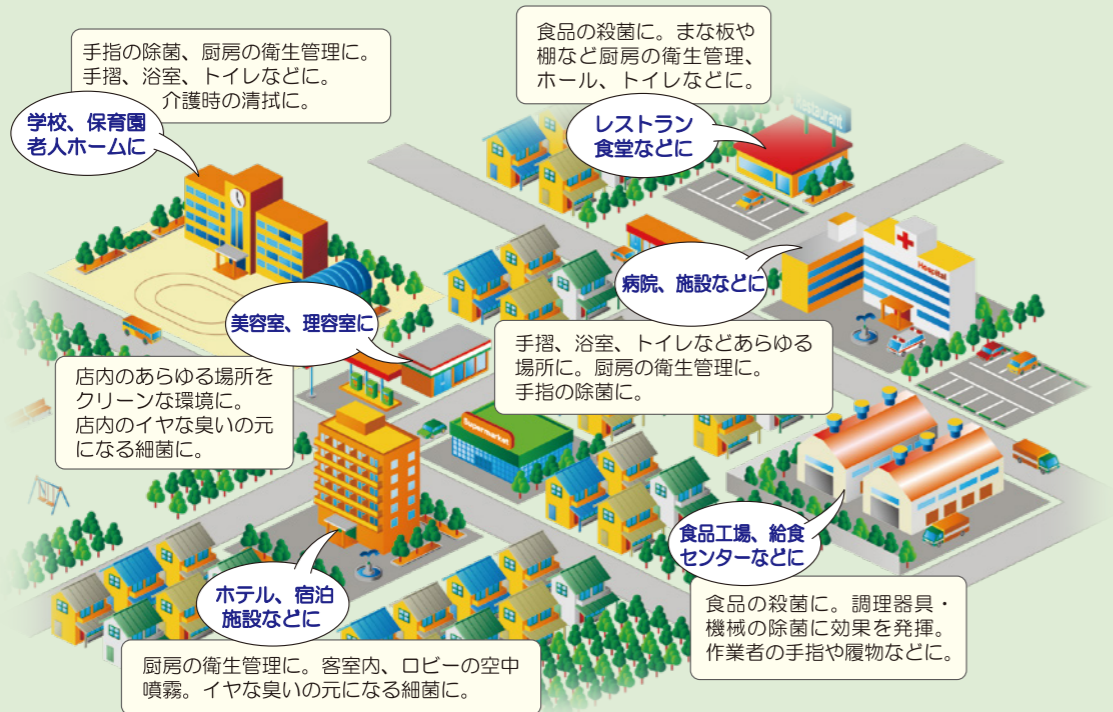 手指の除菌、厨房の衛生管理に。
手摺、浴室、トイレなどに。
介護時の清拭に。
学校、保育園
老人ホームに
食品の殺菌に。まな板や
棚など厨房の衛生管理、
ホール、トイレなどに。
レストラン
食堂などに
Restaurant
病院、施設などに
Hospital
手摺、浴室、トイレなどあらゆる
場所に。厨房の衛生管理に。
手指の除菌に。
美容室、理容室に
店内のあらゆる場所を
クリーンな環境に。
店内のイヤな臭いの元
になる細菌に。
Supermarket
食品工場、給食
センターなどに
食品の殺菌に。調理器具・
機械の除菌に効果を発揮。
作業者の手指や履物などに。
ホテル、宿泊
施設などに
厨房の衛生管理に。客室内、ロビーの空中
噴霧。イヤな臭いの元になる細菌に。